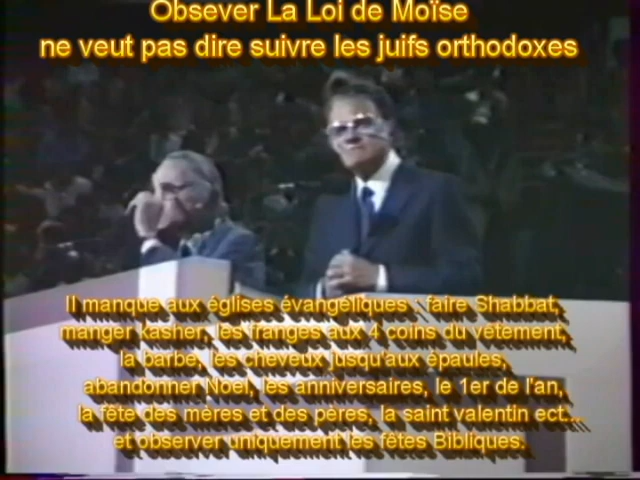 Obsever La Loi de Moïse
ne veut pas dire suivre les juifs orthodoxes
Il manque aux églises évangéliques : faire Shabbat,
manger kasher, les franges aux 4 coins du vêtement,
la barbe, les cheveux jusqu'aux épaules,
abandonner Noel, les anniversaires, le 1er de l'an,
la fête des mères et des pères, la saint valentin ect...
et observer uniquement les fêtes Bibliques.